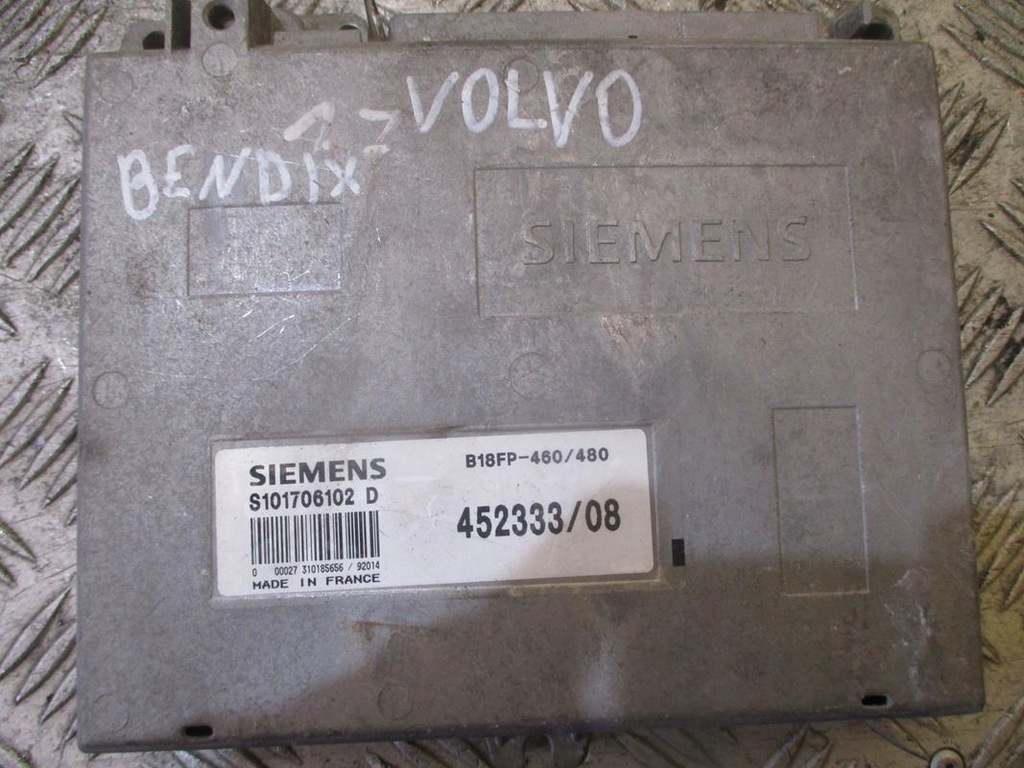 VOLVO
BENDIX
SIEMENS
SIEMENS
B18FP-460/480
S101706102 D
452333/08
0 00027 310185656 / 92014
MADE IN FRANCE